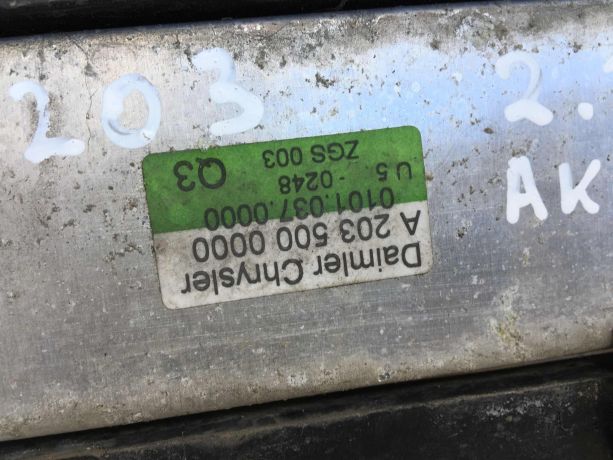 203
2.
AK
Daimler Chrysler
A 203 500 0000
0101.037.0000
U 5 - 0248
Q3 ZGS 003